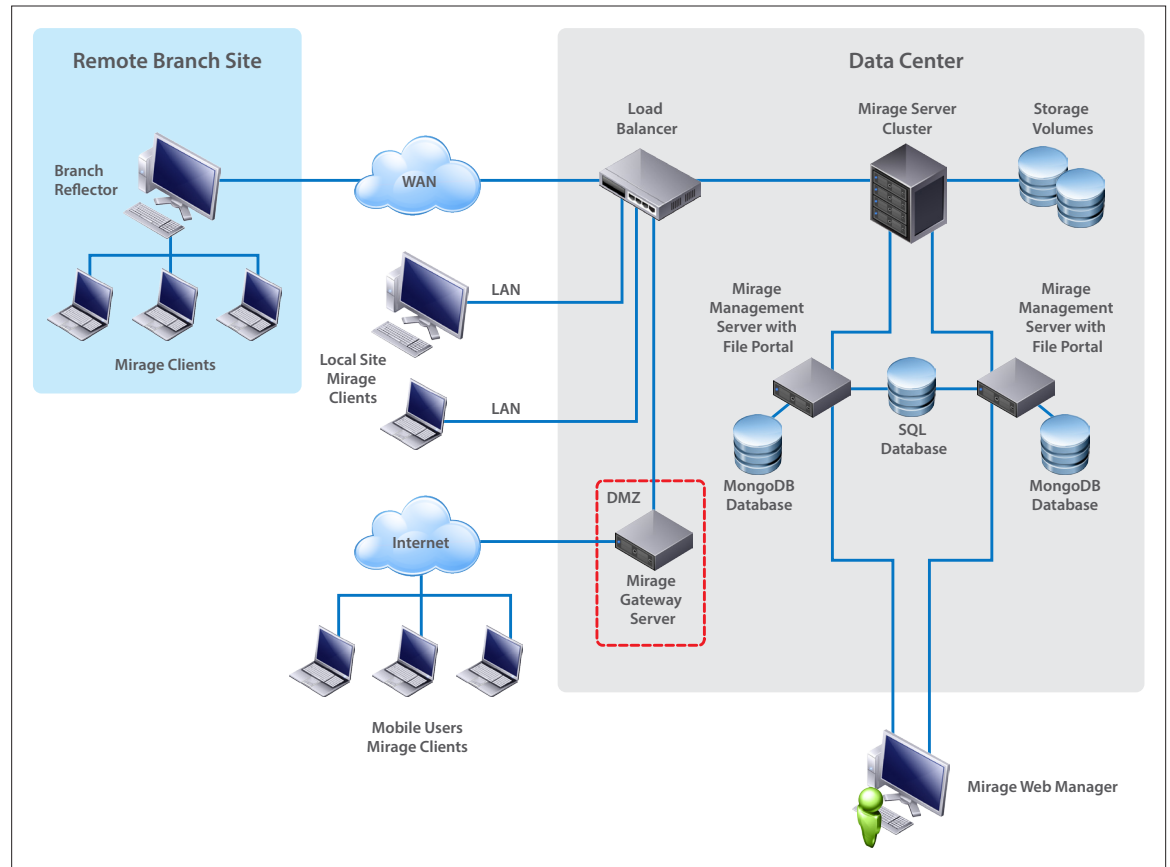 Remote Branch Site
Data Center
Load
Balancer
Mirage Server
Cluster
Storage
Volumes
Branch
Reflector
WAN
Mirage Clients
LAN
Local Site
Mirage
Clients
LAN
Mirage
Management
Server with
File Portal
Mirage
Management
Server with
File Portal
SQL
Database
MongoDB
Database
MongoDB
Database
DMZ
Internet
Mirage
Gateway
Server
Mobile Users
Mirage Clients
Mirage Web Manager